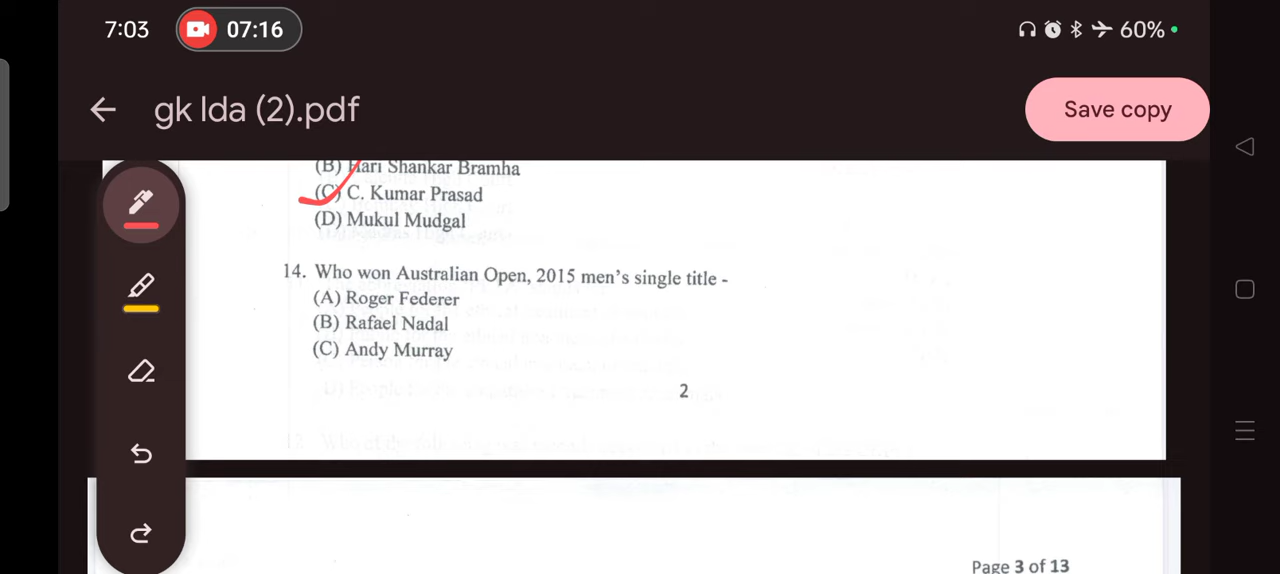 7:03
07:16
60%
gk lda (2).pdf
Save copy
(B) Hari Shankar Bramha
(C) C. Kumar Prasad
(D) Mukul Mudgal
14. Who won Australian Open, 2015 men's single title -
(A) Roger Federer
(B) Rafael Nadal
(C) Andy Murray
2
Page 3 of 13